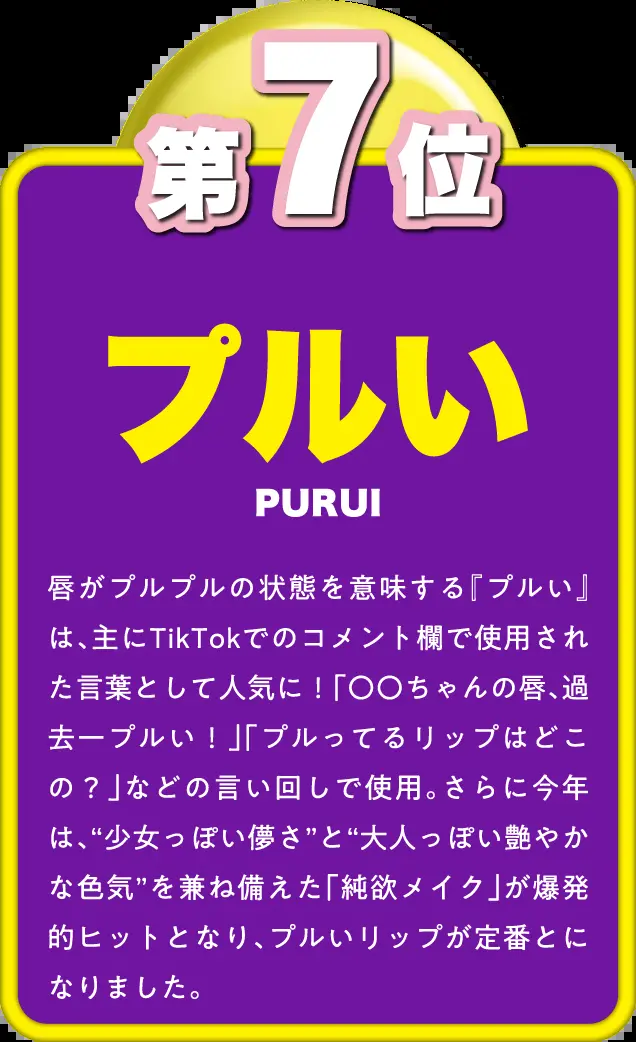 第7位
プルい
PURUI
唇がプルプルの状態を意味する『プルい』
は、主にTikTokでのコメント欄で使用され
た言葉として人気に！「〇〇ちゃんの唇、過
去一プルい！」「プルってるリップはどこ
の？」などの言い回しで使用。さらに今年
は、“少女っぽい儚さ”と“大人っぽい艶やか
な色気”を兼ね備えた「純欲メイク」が爆発
的ヒットとなり、プルいリップが定番とに
なりました。